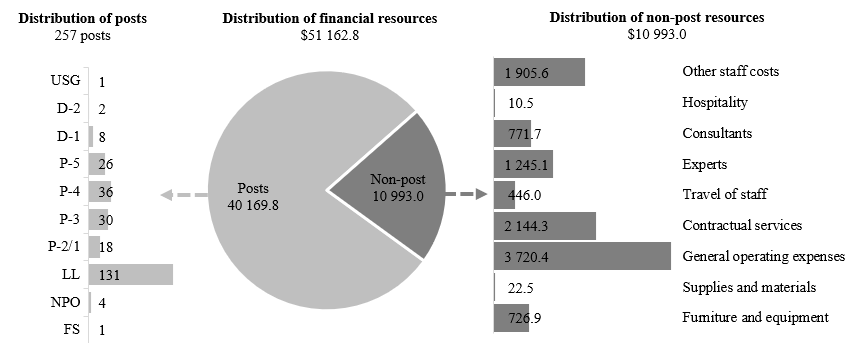 Distribution of posts
257 posts
USG 1
D-2 2
D-1 8
P-5 26
P-4 36
P-3 30
P-2/1 18
LL 131
NPO 4
FS 1
Distribution of financial resources
$51 162.8
Posts
40 169.8
Non-post
10 993.0
Distribution of non-post resources
$10 993.0
1 905.6 Other staff costs
10.5 Hospitality
771.7 Consultants
1 245.1 Experts
446.0 Travel of staff
2 144.3 Contractual services
3 720.4 General operating expenses
22.5 Supplies and materials
726.9 Furniture and equipment